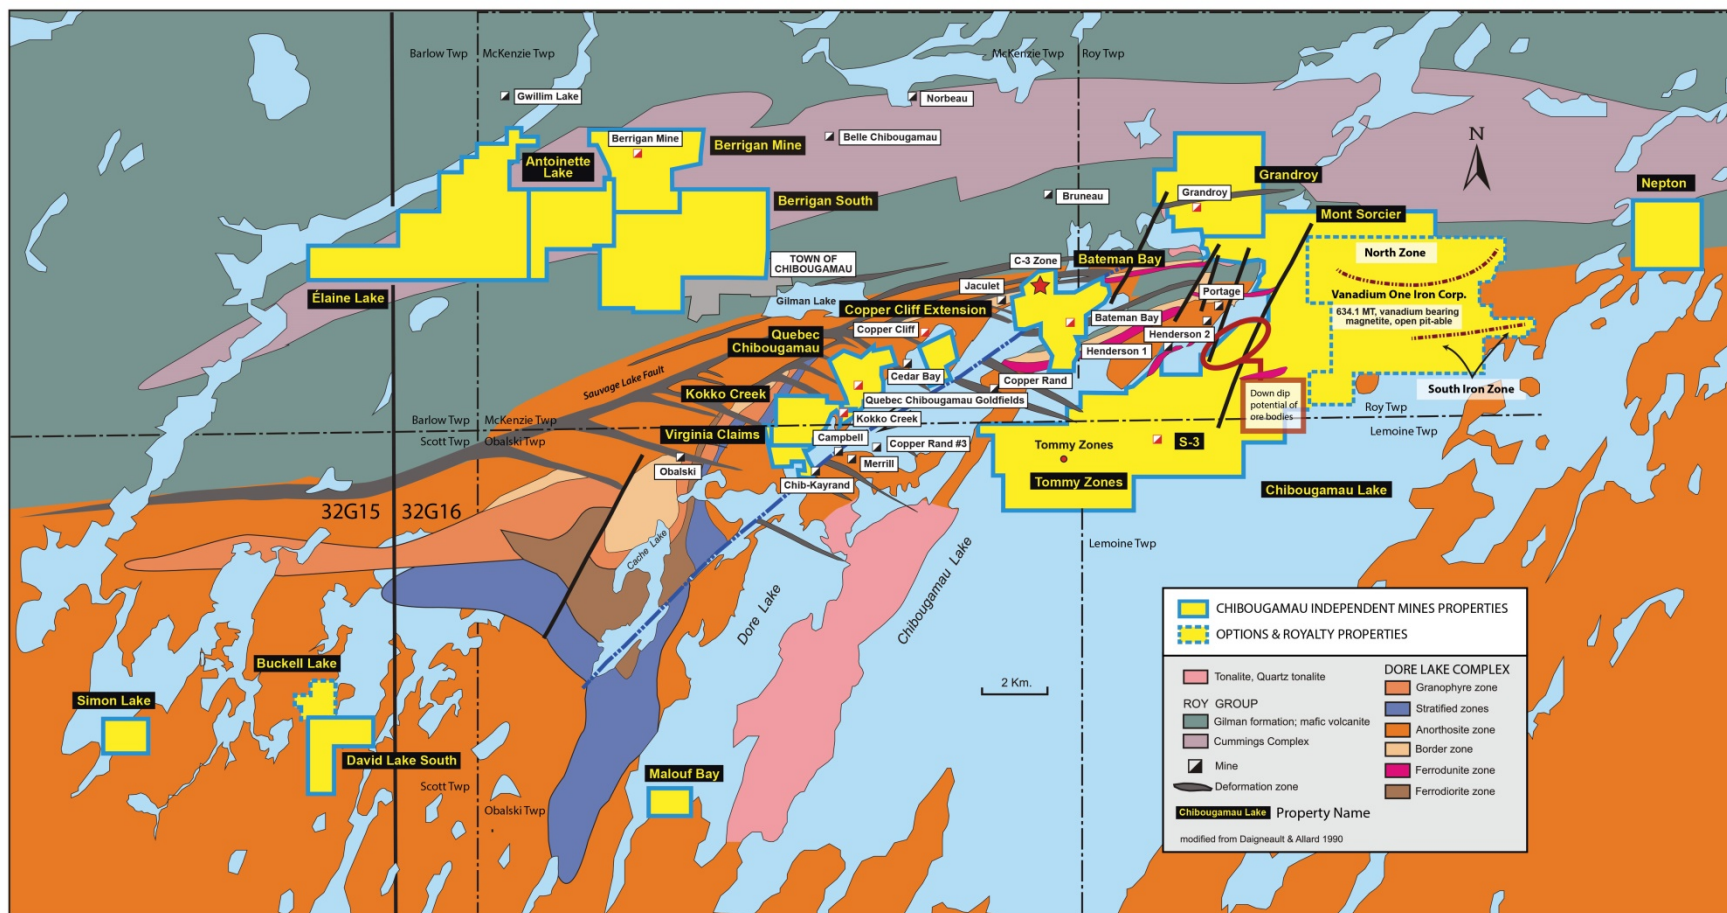 Barlow Twp
McKenzie Twp
McKenzie Twp
Roy Twp
Gwillim Lake
Norbeau
Belle Chibougamau
Berrigan Mine
Berrigan Mine
Antoinette
Lake
Berrigan South
Bruneau
Grandroy
Grandroy
N
Nepton
Mont Sorcier
TOWN OF
CHIBOUGAMAU
C-3 Zone
Bateman Bay
North Zone
Élaine Lake
Gilman Lake
Jaculet
Portage
Vanadium One Iron Corp.
634.1 MT, vanadium bearing
magnetite, open pit-able
Copper Cliff Extension
Bateman Bay
Copper Cliff
Henderson 2
Quebec
Chibougamau
Henderson 1
Sauvage Lake Fault
Cedar Bay
Copper Rand
South Iron Zone
Kokko Creek
Quebec Chibougamau Goldfields
Down dip
potential of
ore bodies
Roy Twp
Lemoine Twp
Barlow Twp
McKenzie Twp
Scott Twp
Obalski Twp
Kokko Creek
Virginia Claims
Campbell
Copper Rand #3
Tommy Zones
S-3
Obalski
Merrill
Chib-Kayrand
Tommy Zones
Chibougamau Lake
32G15
32G16
Cache Lake
Dore Lake
Chibougamau Lake
Lemoine Twp
Buckell Lake
Simon Lake
David Lake South
Malouf Bay
Scott Twp
Obalski Twp
2 Km.
CHIBOUGAMAU INDEPENDENT MINES PROPERTIES
OPTIONS & ROYALTY PROPERTIES
Tonalite, Quartz tonalite
ROY GROUP
Gilman formation; mafic volcanite
Cummings Complex
Mine
Deformation zone
Chibougamau Lake Property Name
modified from Daigneault & Allard 1990
DORE LAKE COMPLEX
Granophyre zone
Stratified zones
Anorthosite zone
Border zone
Ferrodunite zone
Ferrodiorite zone